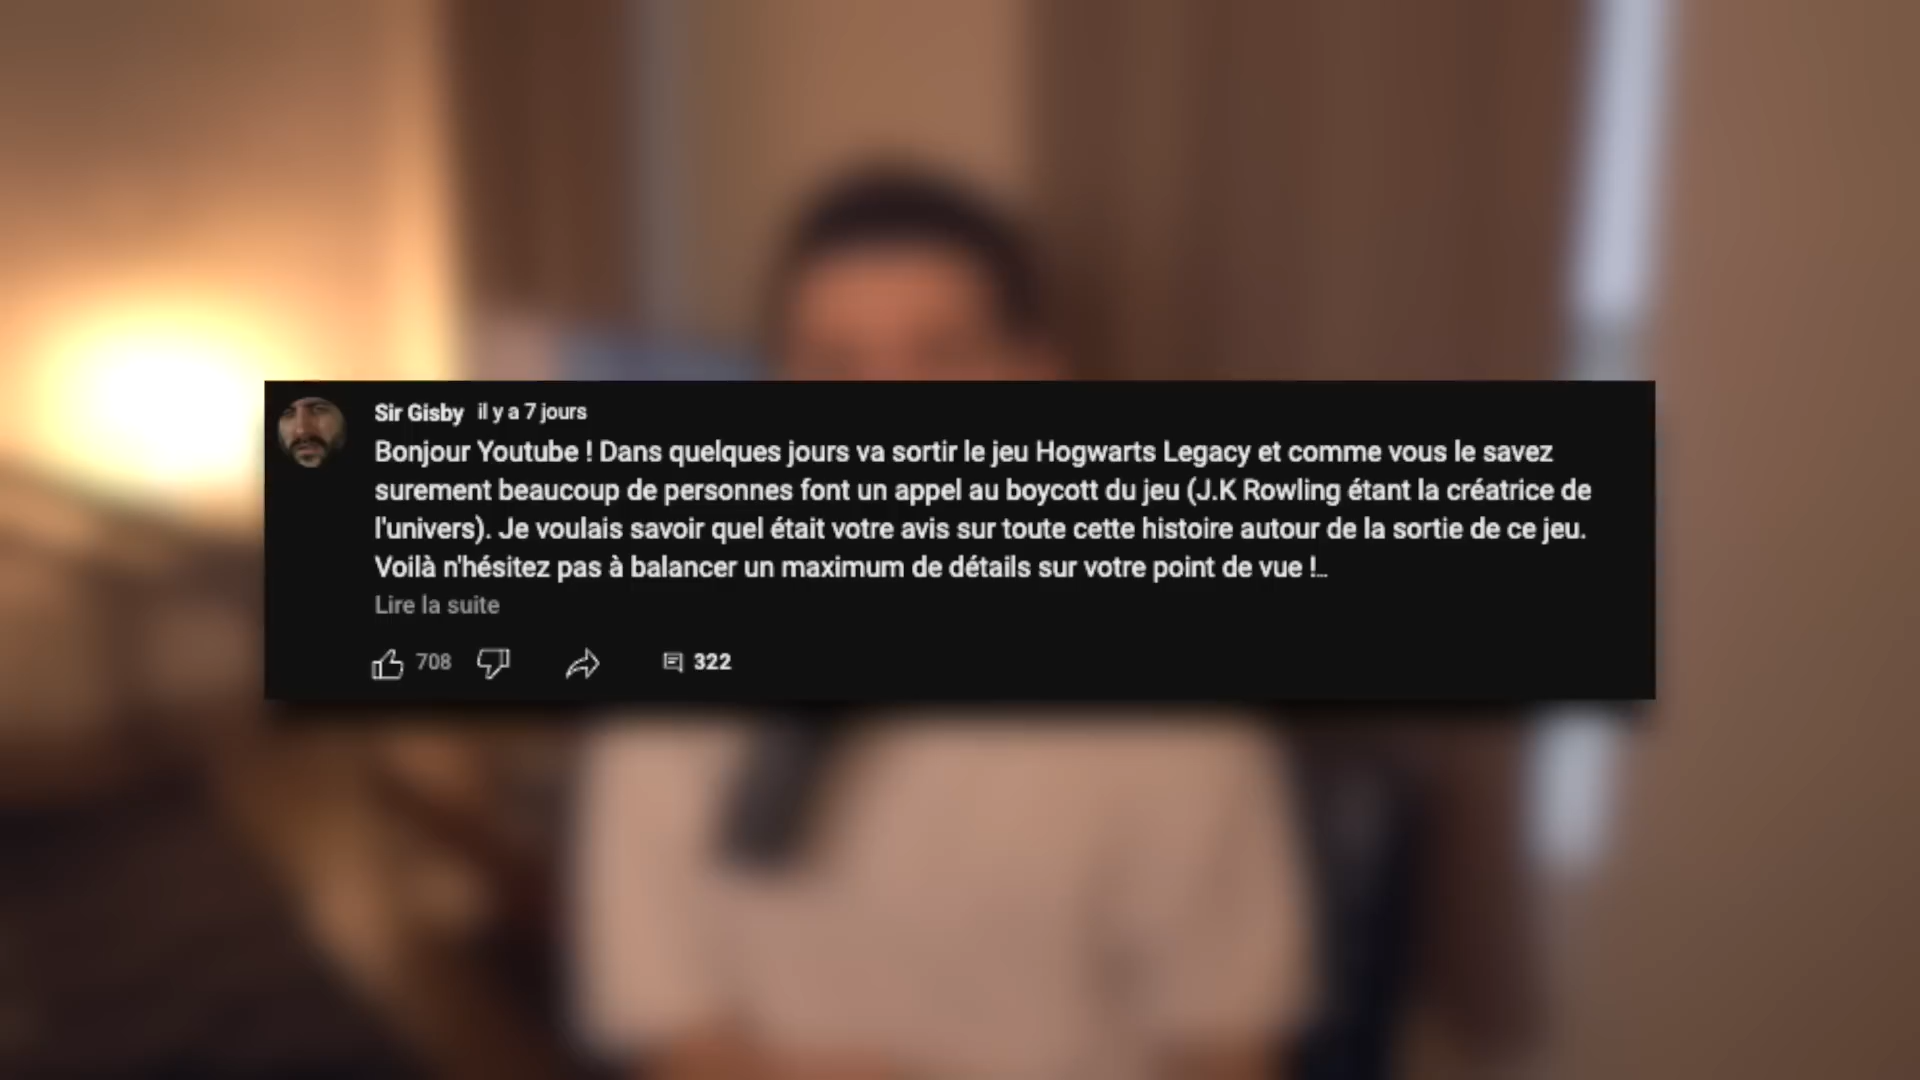 Sir Gisby il y a 7 jours
Bonjour Youtube ! Dans quelques jours va sortir le jeu Hogwarts Legacy et comme vous le savez
surement beaucoup de personnes font un appel au boycott du jeu (J.K Rowling étant la créatrice de
l'univers). Je voulais savoir quel était votre avis sur toute cette histoire autour de la sortie de ce jeu.
Voilà n'hésitez pas à balancer un maximum de détails sur votre point de vue !...
Lire la suite
708 322